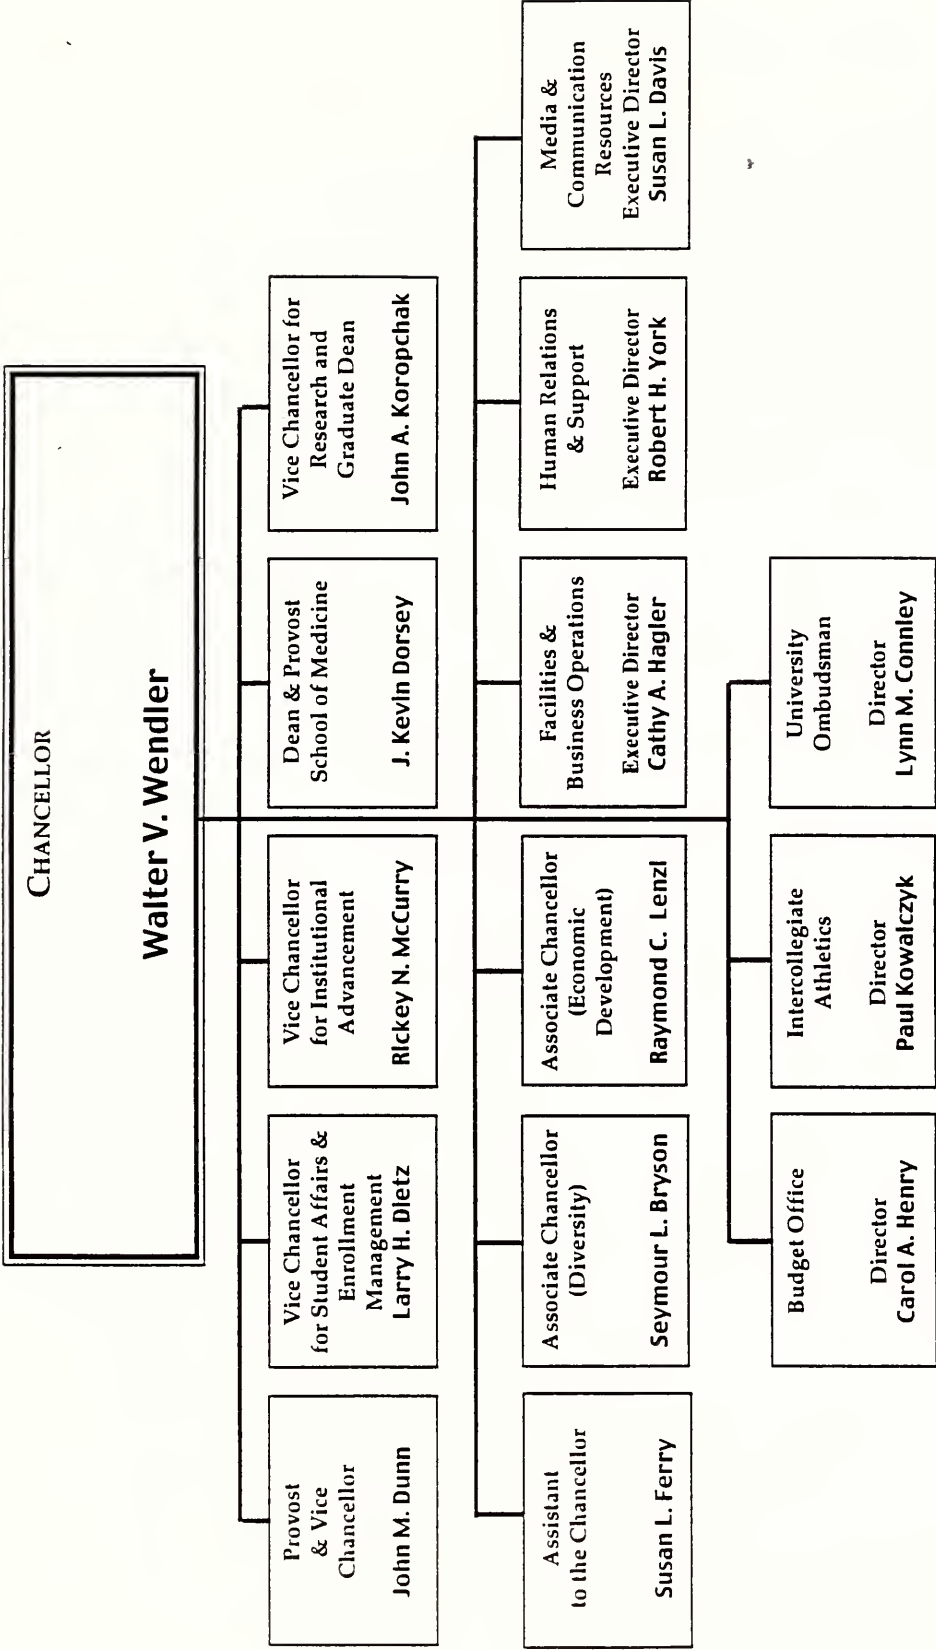 CHANCELLOR
Walter V. Wendler
Provost
& Vice
Chancellor
John M. Dunn
Vice Chancellor
for Student Affairs &
Enrollment
Management
Larry H. Dietz
Vice Chancellor
for Institutional
Advancement
Rickey N. McCurry
Dean & Provost
School of Medicine
J. Kevin Dorsey
Vice Chancellor for
Research and
Graduate Dean
John A. Koropchak
Assistant
to the Chancellor
Susan L. Ferry
Associate Chancellor
(Diversity)
Seymour L. Bryson
Associate Chancellor
(Economic
Development)
Raymond C. Lenzi
Facilities &
Business Operations
Executive Director
Cathy A. Hagler
Human Relations
& Support
Executive Director
Robert H. York
Media &
Communication
Resources
Executive Director
Susan L. Davis
Budget Office
Director
Carol A. Henry
Intercollegiate
Athletics
Director
Paul Kowalczyk
University
Ombudsman
Director
Lynn M. Connley